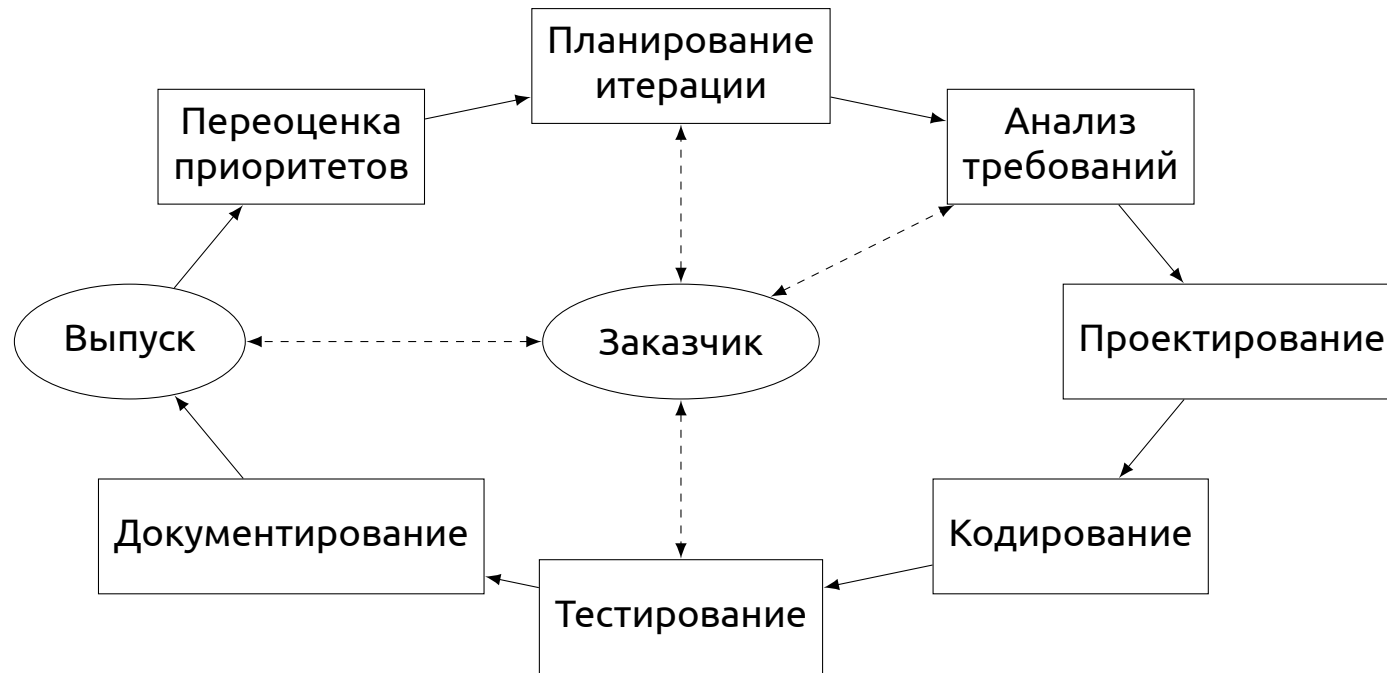 Планирование
итерации
Переоценка
приоритетов
Анализ
требований
Выпуск
Заказчик
Проектирование
Документирование
Кодирование
Тестирование